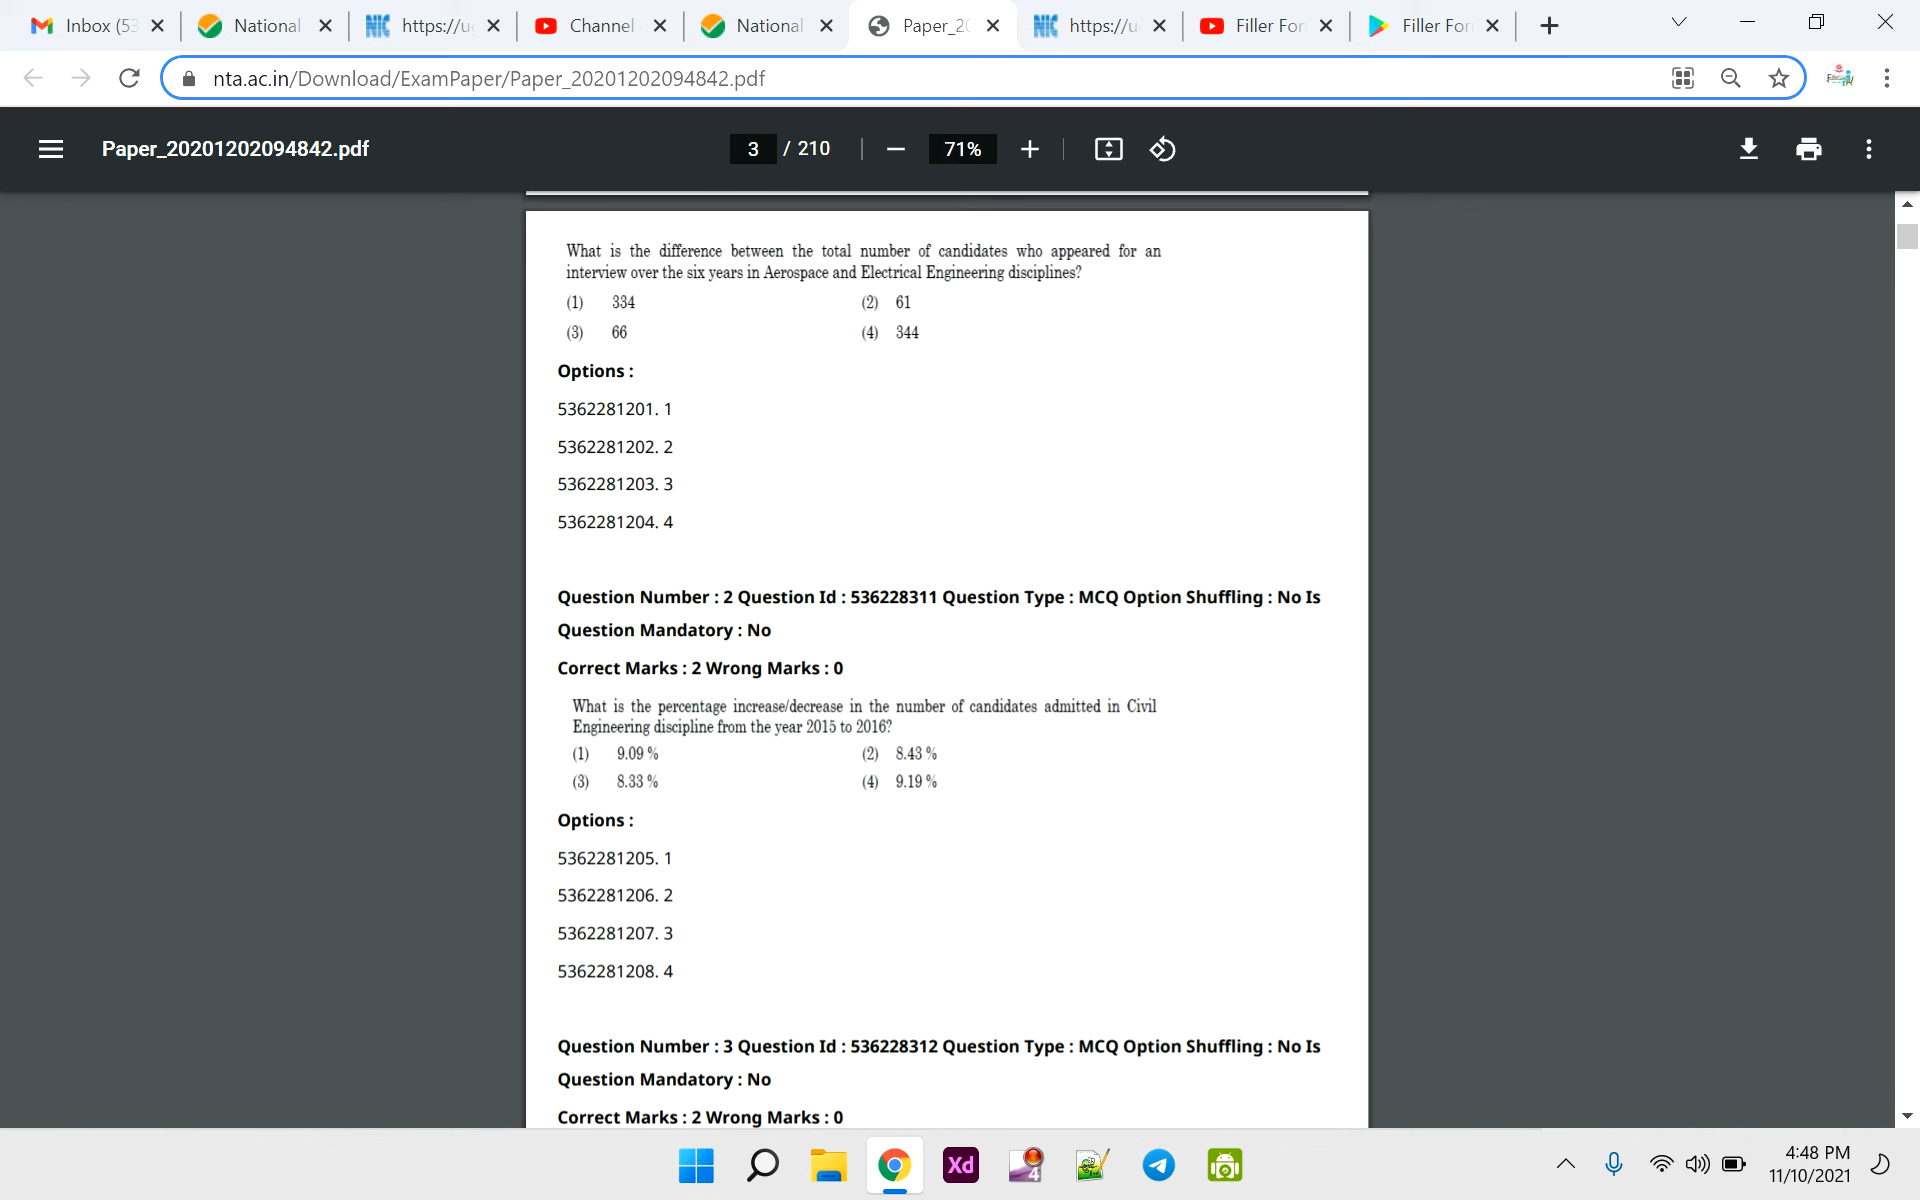 Inbox (53
National
https://u
Channel
National
Paper_20
https://u
Filler For
Filler For
nta.ac.in/Download/ExamPaper/Paper_20201202094842.pdf
Paper_20201202094842.pdf
3 / 210
71%
What is the difference between the total number of candidates who appeared for an
interview over the six years in Aerospace and Electrical Engineering disciplines?
(1) 334 (2) 61
(3) 66 (4) 344
Options :
5362281201. 1
5362281202. 2
5362281203. 3
5362281204. 4
Question Number : 2 Question Id : 536228311 Question Type : MCQ Option Shuffling : No Is
Question Mandatory : No
Correct Marks : 2 Wrong Marks : 0
What is the percentage increase/decrease in the number of candidates admitted in Civil
Engineering discipline from the year 2015 to 2016?
(1) 9.09 % (2) 8.43 %
(3) 8.33 % (4) 9.19 %
Options :
5362281205. 1
5362281206. 2
5362281207. 3
5362281208. 4
Question Number : 3 Question Id : 536228312 Question Type : MCQ Option Shuffling : No Is
Question Mandatory : No
Correct Marks : 2 Wrong Marks : 0
Xd
4
4:48 PM
11/10/2021